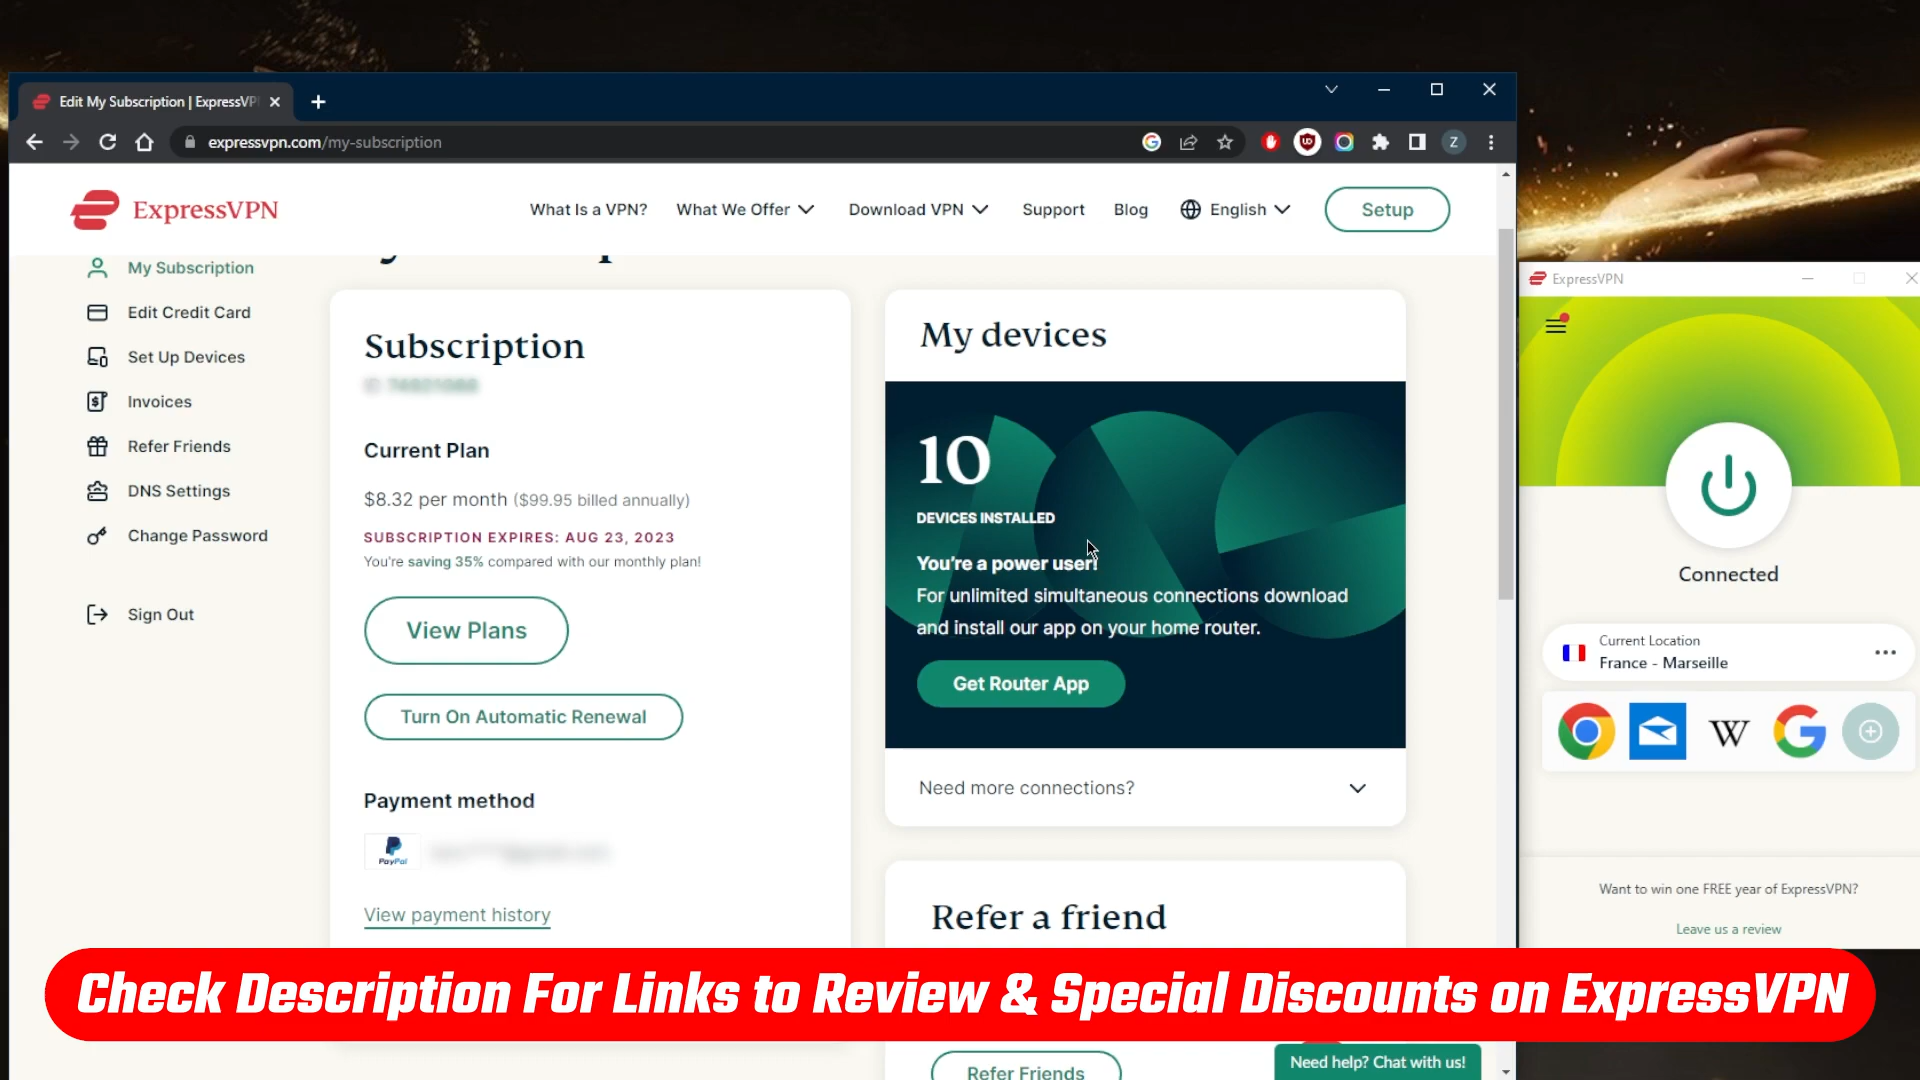 Edit My Subscription | ExpressVP
expressvpn.com/my-subscription
Z
ExpressVPN
What Is a VPN?
What We Offer
Download VPN
Support
Blog
English
Setup
My Subscription
Edit Credit Card
Set Up Devices
Invoices
Refer Friends
DNS Settings
Change Password
Sign Out
Subscription
Current Plan
$8.32 per month ($99.95 billed annually)
SUBSCRIPTION EXPIRES: AUG 23, 2023
You're saving 35% compared with our monthly plan!
View Plans
Turn On Automatic Renewal
Payment method
PayPal
View payment history
My devices
10
DEVICES INSTALLED
You're a power user!
For unlimited simultaneous connections download
and install our app on your home router.
Get Router App
Need more connections?
Refer a friend
Refer Friends
Need help? Chat with us!
ExpressVPN
Connected
Current Location
France - Marseille
W
Want to win one FREE year of ExpressVPN?
Leave us a review
Check Description For Links to Review & Special Discounts on ExpressVPN